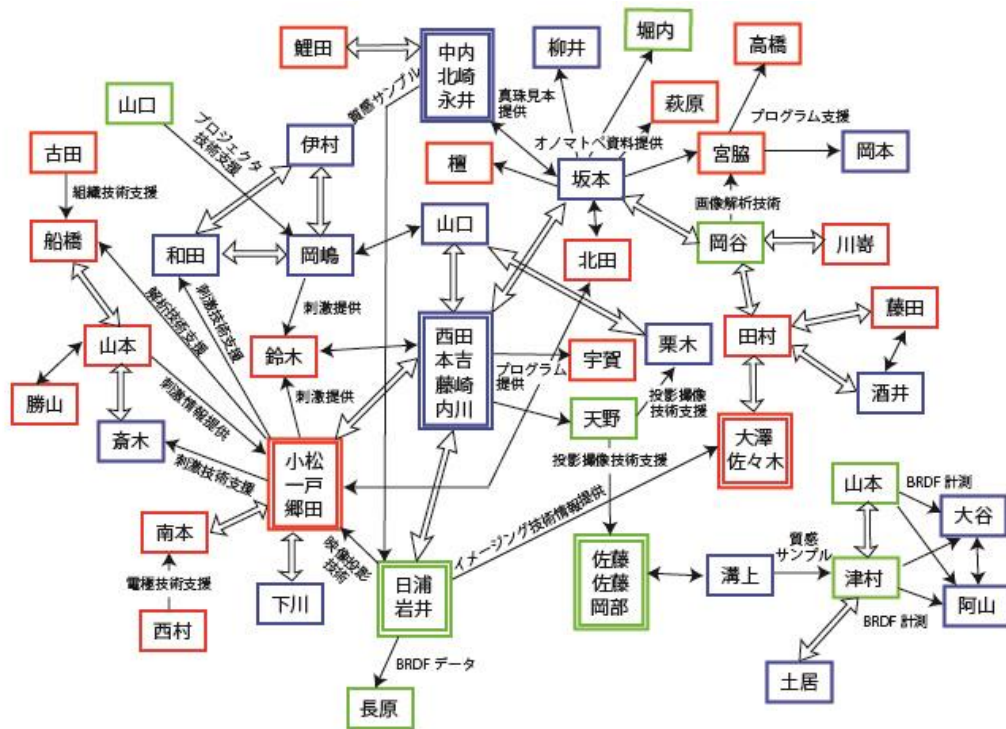 鯉田
中内
北崎
永井
柳井
堀内
高橋
山口
質感サンプル
真珠見本
提供
萩原
プログラム支援
プロジェクタ
技術支援
伊村
オノマトペ資料提供
古田
檀
坂本
宮脇
岡本
組織技術支援
画像解析技術
船橋
和田
岡嶋
山口
北田
岡谷
川嵜
解析技術支援
刺激技術支援
刺激提供
藤田
山本
鈴木
西田
本吉
藤崎
内川
プログラム
提供
宇賀
栗木
田村
勝山
刺激情報提供
刺激提供
投影撮像
技術支援
酒井
斎木
天野
刺激技術支援
小松
一戸
郷田
投影撮像技術支援
大澤
佐々木
山本
BRDF 計測
大谷
南本
イメージング技術情報提供
質感
サンプル
映像投影
技術
電極技術支援
下川
日浦
岩井
佐藤
佐藤
岡部
溝上
津村
阿山
西村
BRDF 計測
BRDF データ
土居
長原